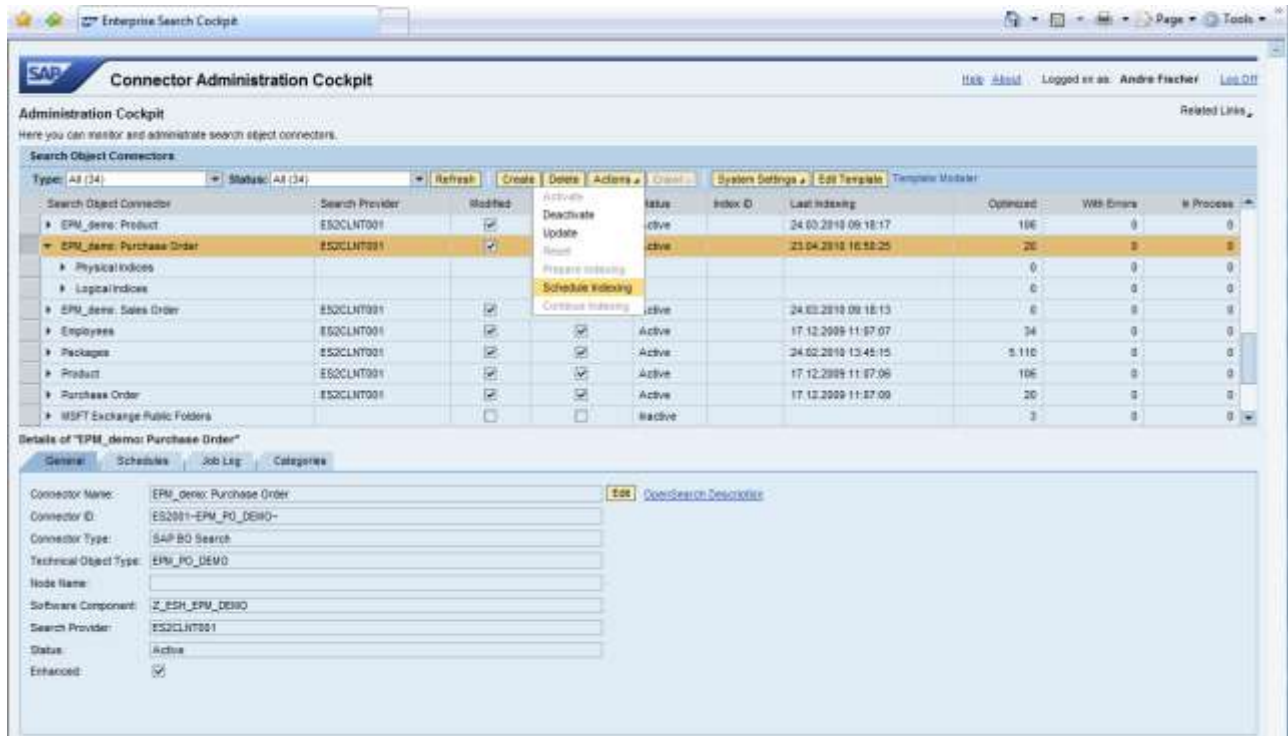 Enterprise Search Cockpit Page Tools
SAP Connector Administration Cockpit Help About Logged on as: Andre Fischer Log Off
Administration Cockpit Related Links
Here you can monitor and administrate search object connectors.
Search Object Connectors
Type: All (34) Status: All (34) Refresh Create Delete Actions System Settings Edit Template Template Modeler
Search Object Connector Search Provider Modified Status Index ID Last Indexing Optimized With Errors In Process
Activate
EPM_demo: Product ES2CLNT001 24.03.2010 09:18:17 106 0 0
Deactivate
Update
EPM_demo: Purchase Order ES2CLNT001 23.04.2010 16:58:25 20 0 0
Reset
Physical Indices 0 0 0
Prepare Indexing
Logical Indices 0 0 0
Schedule Indexing
EPM_demo: Sales Order ES2CLNT001 Active 24.03.2010 09:18:13 0 0
Continue Indexing
Employees ES2CLNT001 Active 17.12.2009 11:07:07 34 0 0
Packages ES2CLNT001 Active 24.02.2010 13:45:15 5.110 0 0
Product ES2CLNT001 Active 17.12.2009 11:07:06 106 0 0
Purchase Order ES2CLNT001 Active 17.12.2009 11:07:09 20 0 0
MSFT Exchange Public Folders Inactive 3 0 0
Details of "EPM_demo: Purchase Order"
General Schedules Job Log Categories
Connector Name: EPM_demo: Purchase Order Edit OpenSearch Description
Connector ID: ES2001~EPM_PO_DEMO~
Connector Type: SAP BO Search
Technical Object Type: EPM_PO_DEMO
Node Name:
Software Component: Z_ESH_EPM_DEMO
Search Provider: ES2CLNT001
Status: Active
Enhanced: